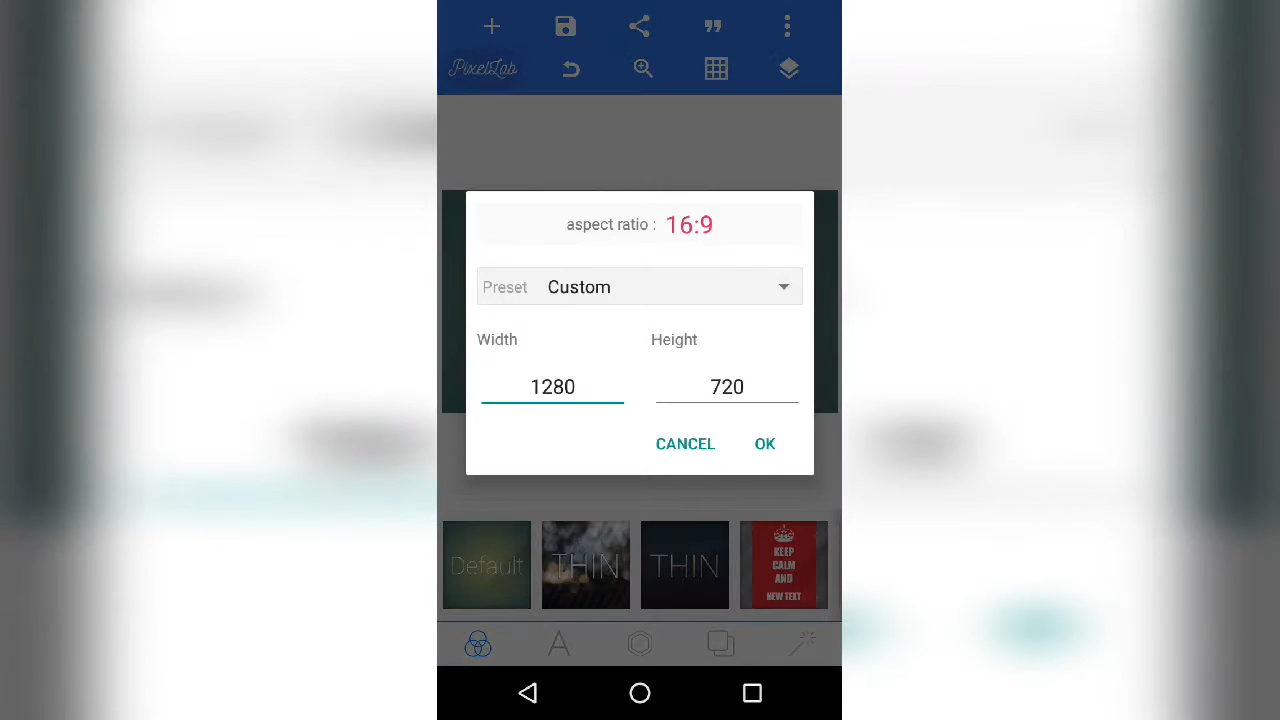 PixelLab
aspect ratio : 16:9
Preset Custom
Width Height
1280 720
CANCEL OK
Default
THIN
THIN
KEEP
CALM
AND
NEW TEXT
A